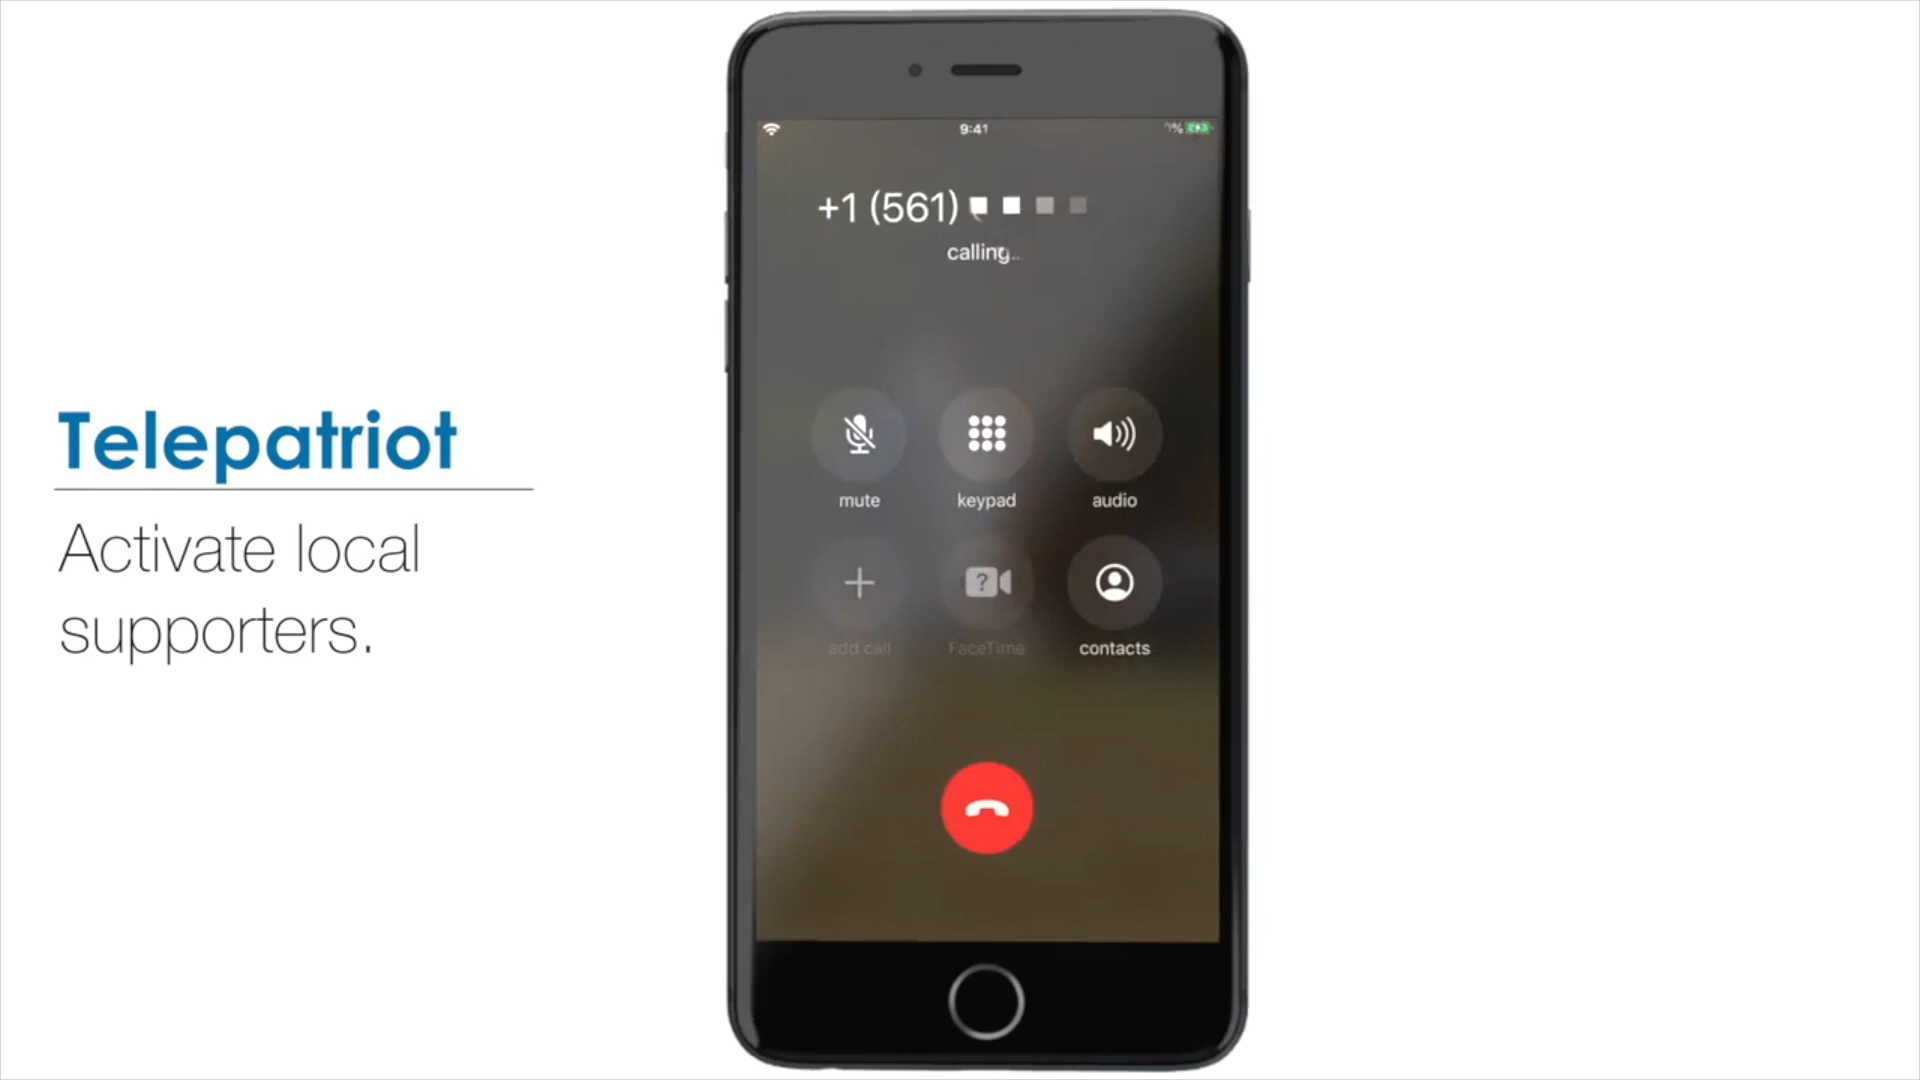 Telepatriot
Activate local
supporters.
9:41
+1 (561)
calling...
mute keypad audio
add call FaceTime contacts